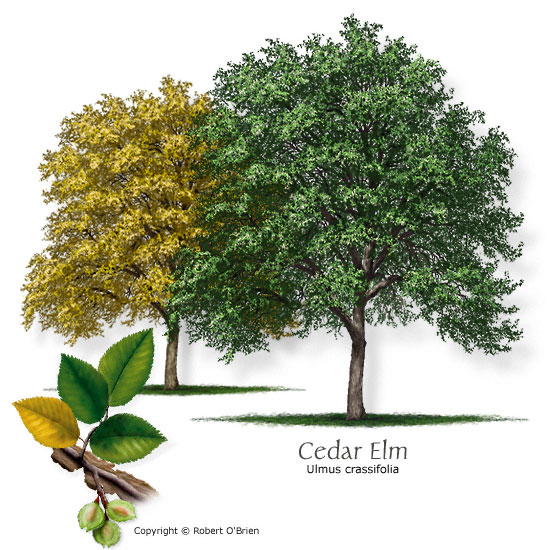 Cedar Elm
Ulmus crassifolia
Copyright © Robert O'Brien